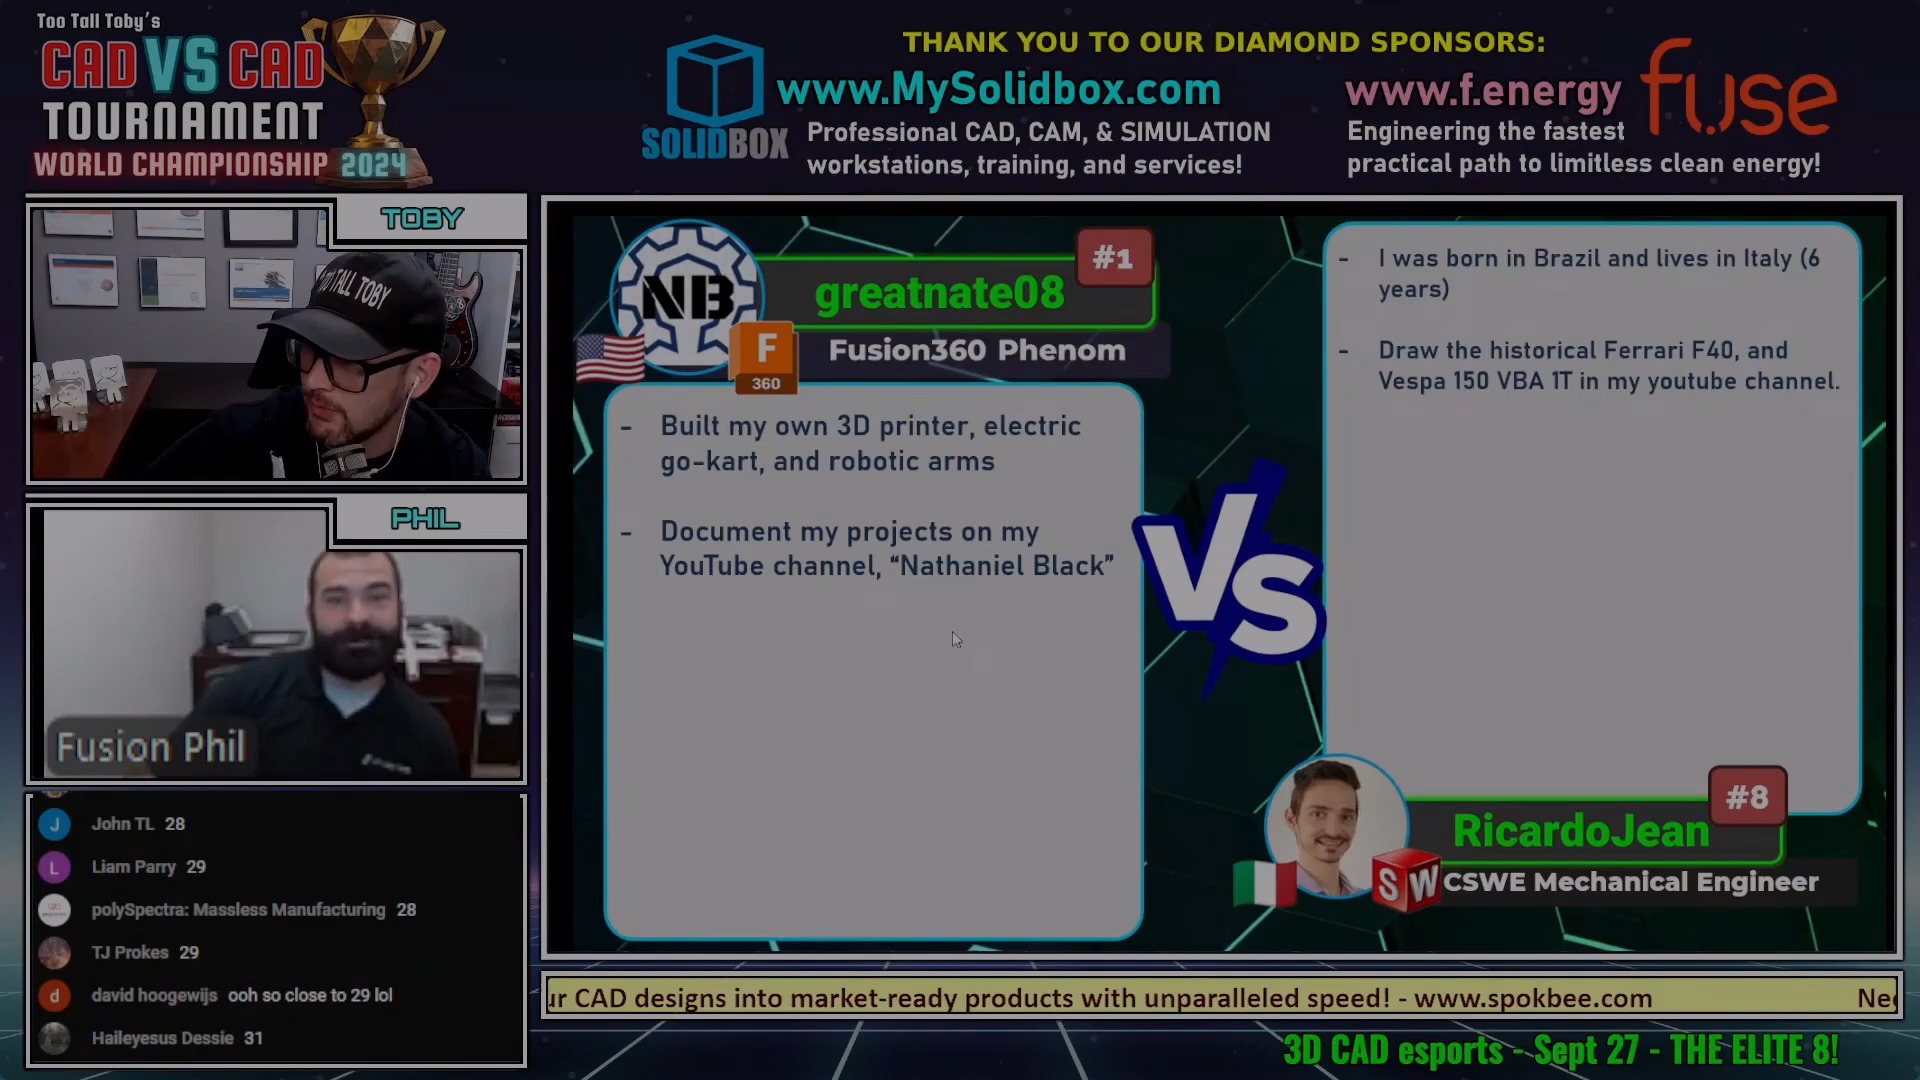 Too Tall Toby's
CAD VS CAD
TOURNAMENT
WORLD CHAMPIONSHIP 2024
THANK YOU TO OUR DIAMOND SPONSORS:
SOLIDBOX
www.MySolidbox.com
Professional CAD, CAM, & SIMULATION
workstations, training, and services!
www.f.energy
fuse
Engineering the fastest
practical path to limitless clean energy!
TOBY
TOO TALL TOBY
PHIL
Fusion Phil
J John TL 28
L Liam Parry 29
polySpectra: Massless Manufacturing 28
TJ Prokes 29
d david hoogewijs ooh so close to 29 lol
Haileyesus Dessie 31
NB
greatnate08
#1
F
360
Fusion360 Phenom
- Built my own 3D printer, electric
go-kart, and robotic arms
- Document my projects on my
YouTube channel, “Nathaniel Black”
VS
- I was born in Brazil and lives in Italy (6
years)
- Draw the historical Ferrari F40, and
Vespa 150 VBA 1T in my youtube channel.
#8
RicardoJean
SW
CSWE Mechanical Engineer
ur CAD designs into market-ready products with unparalleled speed! - www.spokbee.com
3D CAD esports - Sept 27 - THE ELITE 8!